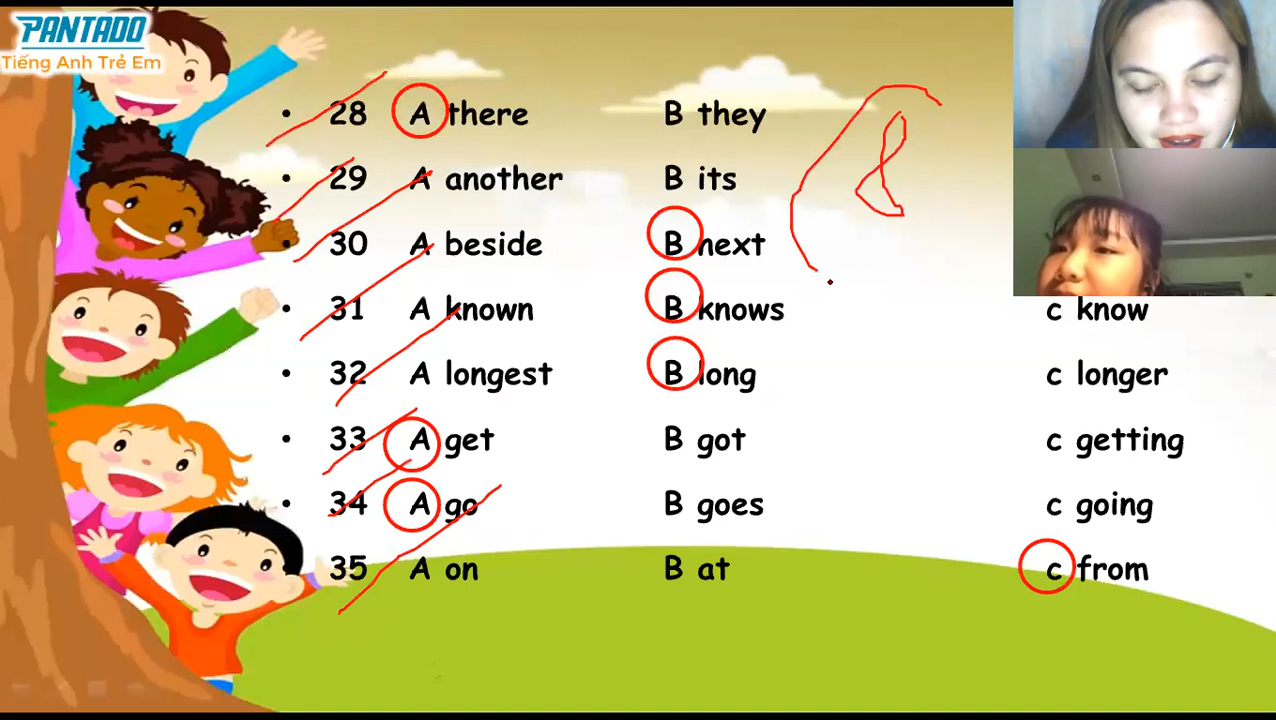 PANTADO
Tiếng Anh Trẻ Em
• 28 A there B they
• 29 A another B its
• 30 A beside B next
• 31 A known B knows c know
• 32 A longest B long c longer
• 33 A get B got c getting
• 34 A go B goes c going
• 35 A on B at c from